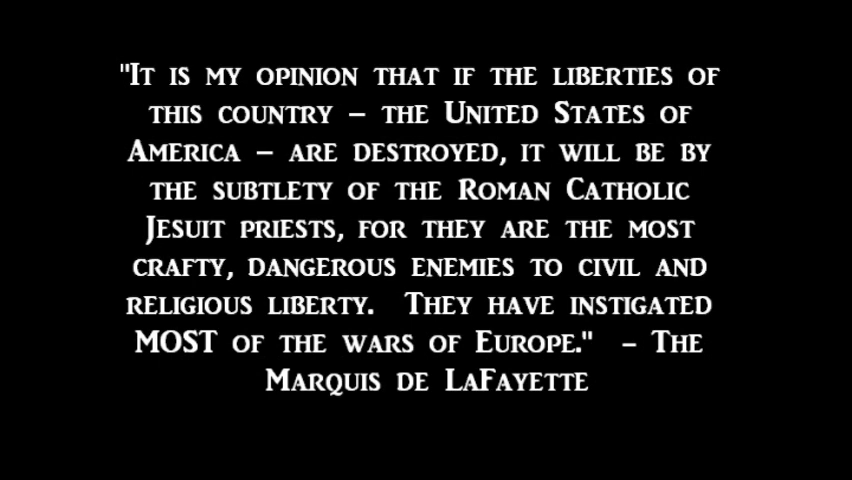 "It is my opinion that if the liberties of
this country – the United States of
America – are destroyed, it will be by
the subtlety of the Roman Catholic
Jesuit priests, for they are the most
crafty, dangerous enemies to civil and
religious liberty. They have instigated
MOST of the wars of Europe." – The
Marquis de LaFayette